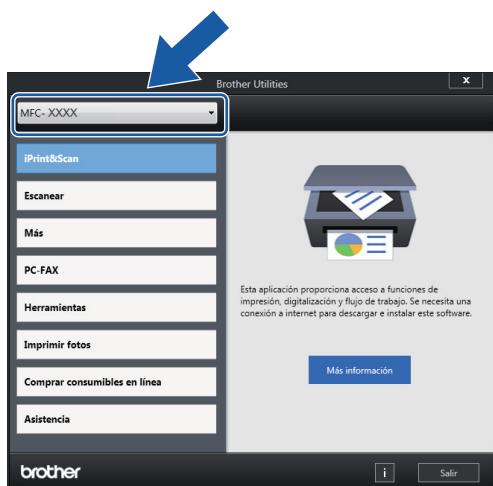 Brother Utilities
x
MFC- XXXX
iPrint&Scan
Escanear
Más
PC-FAX
Herramientas
Imprimir fotos
Comprar consumibles en línea
Asistencia
Esta aplicación proporciona acceso a funciones de
impresión, digitalización y flujo de trabajo. Se necesita una
conexión a internet para descargar e instalar este software.
Más información
brother
i
Salir